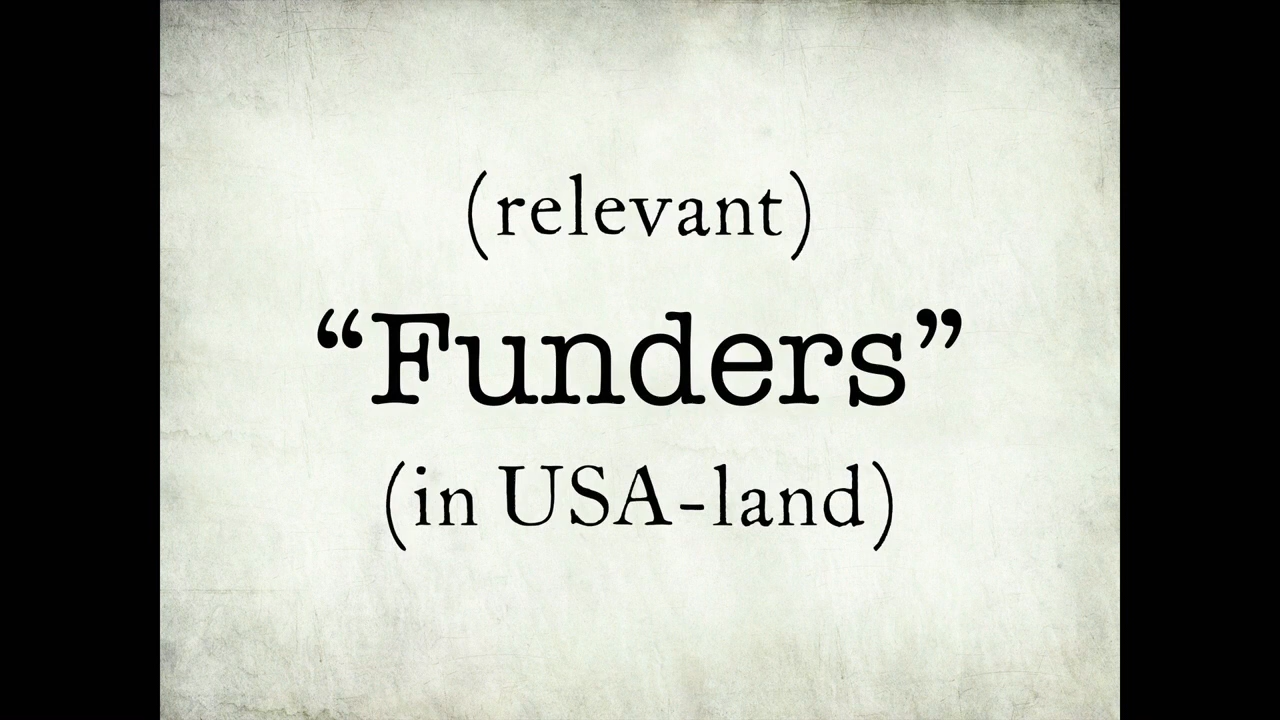 (relevant)
“Funders”
(in USA-land)